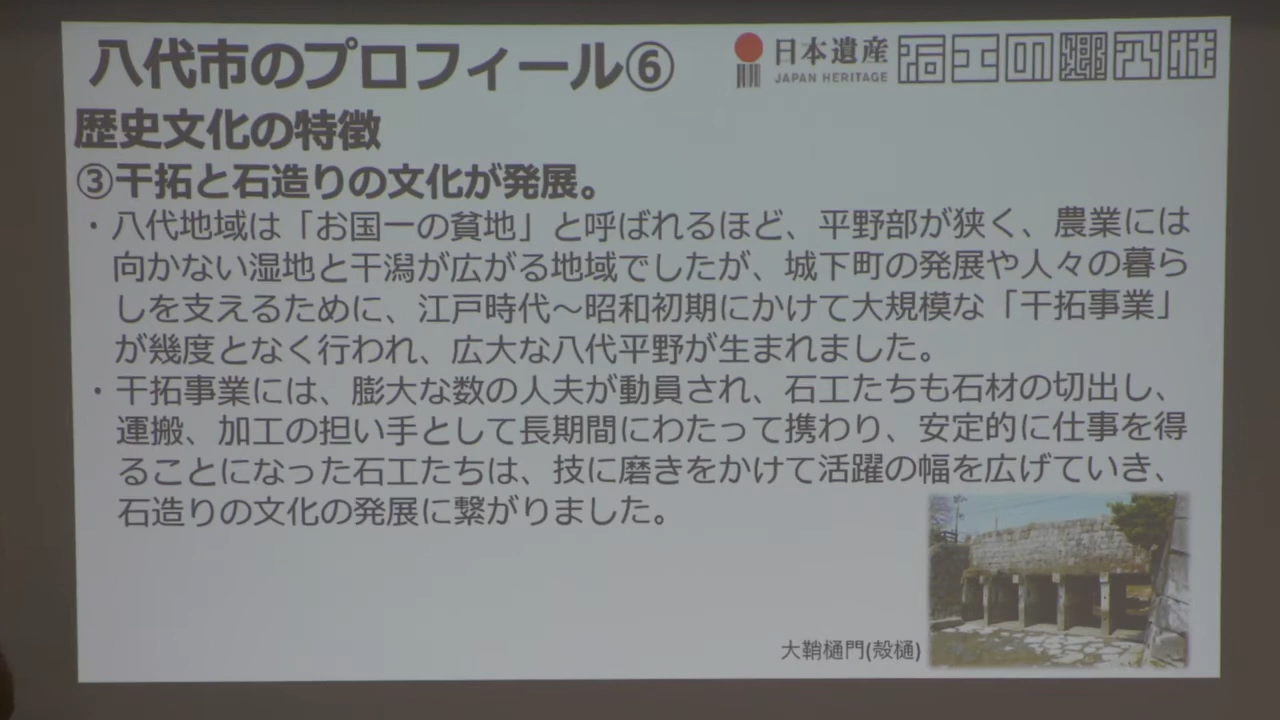 八代市のプロフィール⑥
日本遺産
JAPAN HERITAGE
石工の郷八代
歴史文化の特徴
③干拓と石造りの文化が発展。
・八代地域は「お国一の貧地」と呼ばれるほど、平野部が狭く、農業には
向かない湿地と干潟が広がる地域でしたが、城下町の発展や人々の暮ら
しを支えるために、江戸時代～昭和初期にかけて大規模な「干拓事業」
が幾度となく行われ、広大な八代平野が生まれました。
・干拓事業には、膨大な数の人夫が動員され、石工たちも石材の切出し、
運搬、加工の担い手として長期間にわたって携わり、安定的に仕事を得
ることになった石工たちは、技に磨きをかけて活躍の幅を広げていき、
石造りの文化の発展に繋がりました。
大鞘樋門(殻樋)